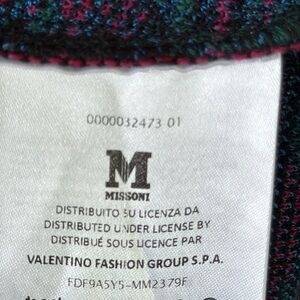 0000032473 01
M
MISSONI
DISTRIBUITO SU LICENZA DA
DISTRIBUTED UNDER LICENSE BY
DISTRIBUÉ SOUS LICENCE PAR
VALENTINO FASHION GROUP S.P.A.
FDF9A5Y5-MM2379F